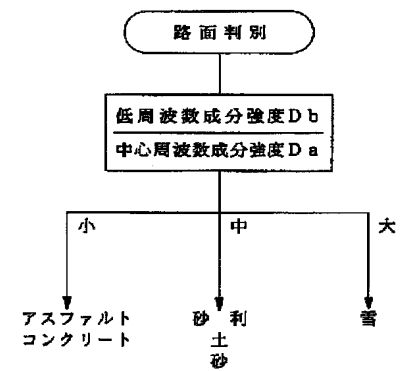 路面判別
低周波数成分強度Db
中心周波数成分強度Da
小 中 大
アスファルト 砂利 雪
コンクリート 土
砂